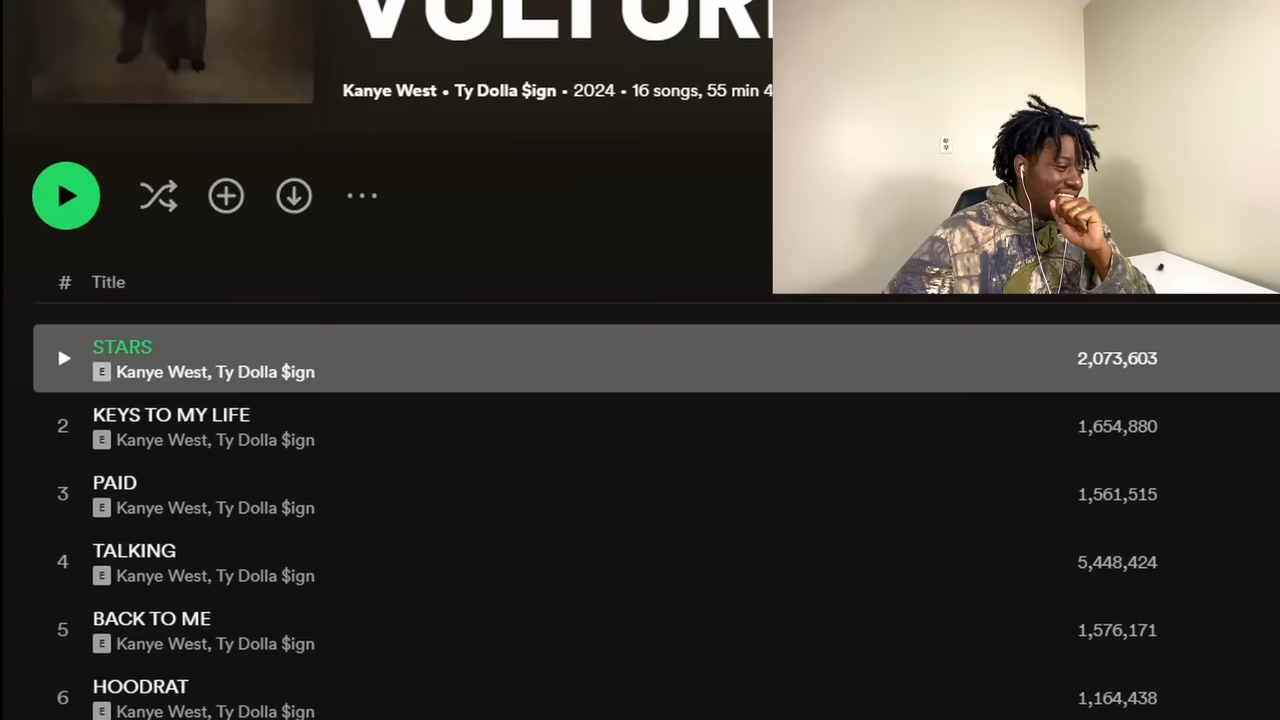 VULTUR
Kanye West • Ty Dolla $ign • 2024 • 16 songs, 55 min 4
# Title
STARS
E Kanye West, Ty Dolla $ign
2,073,603
2 KEYS TO MY LIFE
E Kanye West, Ty Dolla $ign
1,654,880
3 PAID
E Kanye West, Ty Dolla $ign
1,561,515
4 TALKING
E Kanye West, Ty Dolla $ign
5,448,424
5 BACK TO ME
E Kanye West, Ty Dolla $ign
1,576,171
6 HOODRAT
E Kanye West, Ty Dolla $ign
1,164,438